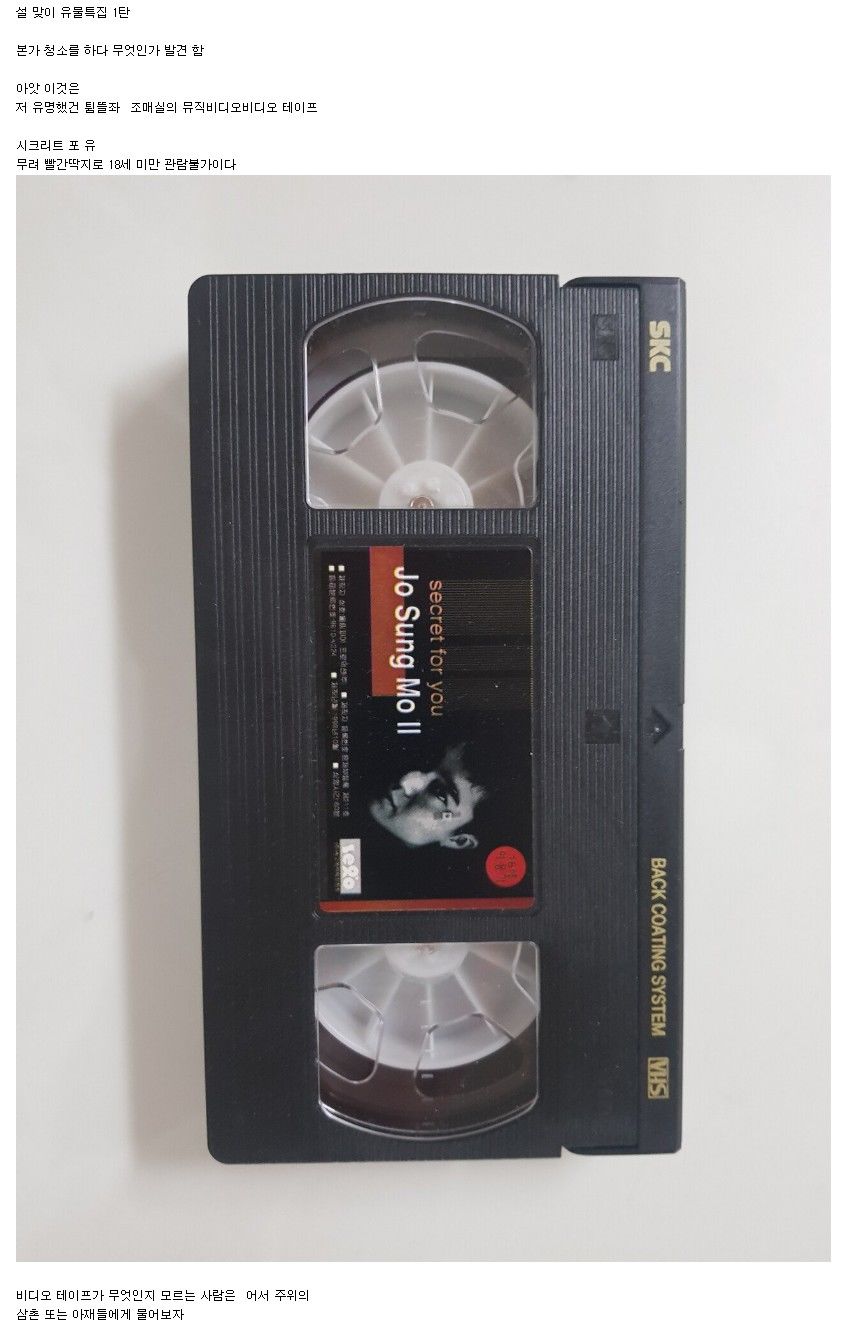 설 맞이 유물특집 1탄
본가 청소를 하다 무엇인가 발견 함
아앗 이것은
저 유명했건 튐뜰좌 조매실의 뮤직비디오비디오 테이프
시크리트 포 유
무려 빨간딱지로 18세 미만 관람불가이다
SKC
secret for you
Jo Sung Mo II
BACK COATING SYSTEM
VHS
비디오 테이프가 무엇인지 모르는 사람은 어서 주위의
삼촌 또는 아재들에게 물어보자